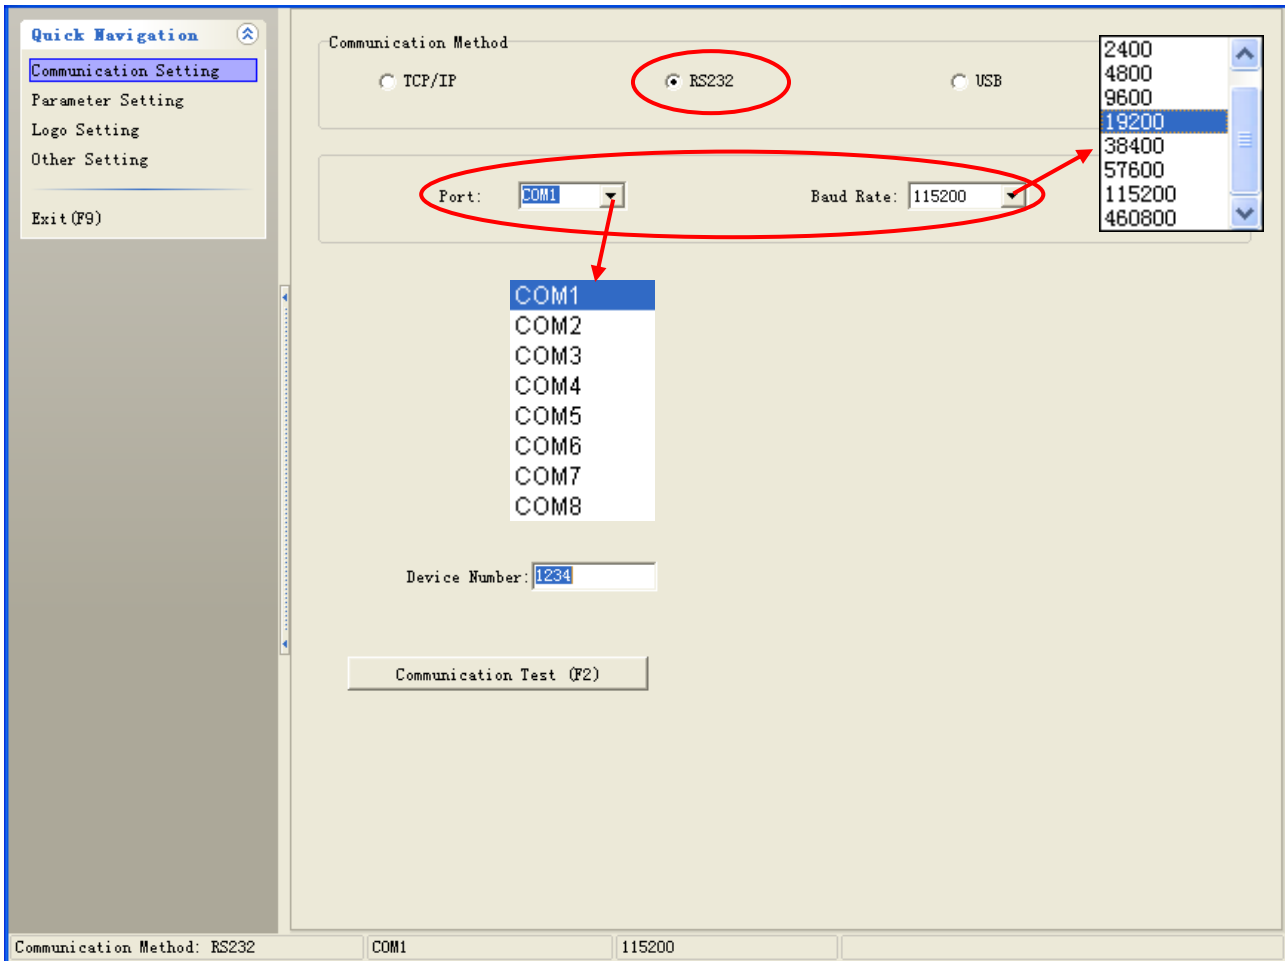 Quick Navigation
Communication Setting
Parameter Setting
Logo Setting
Other Setting
Exit(F9)
Communication Method
TCP/IP
RS232
USB
Port:
COM1
Baud Rate:
115200
2400
4800
9600
19200
38400
57600
115200
460800
COM1
COM2
COM3
COM4
COM5
COM6
COM7
COM8
Device Number:
1234
Communication Test (F2)
Communication Method: RS232
COM1
115200